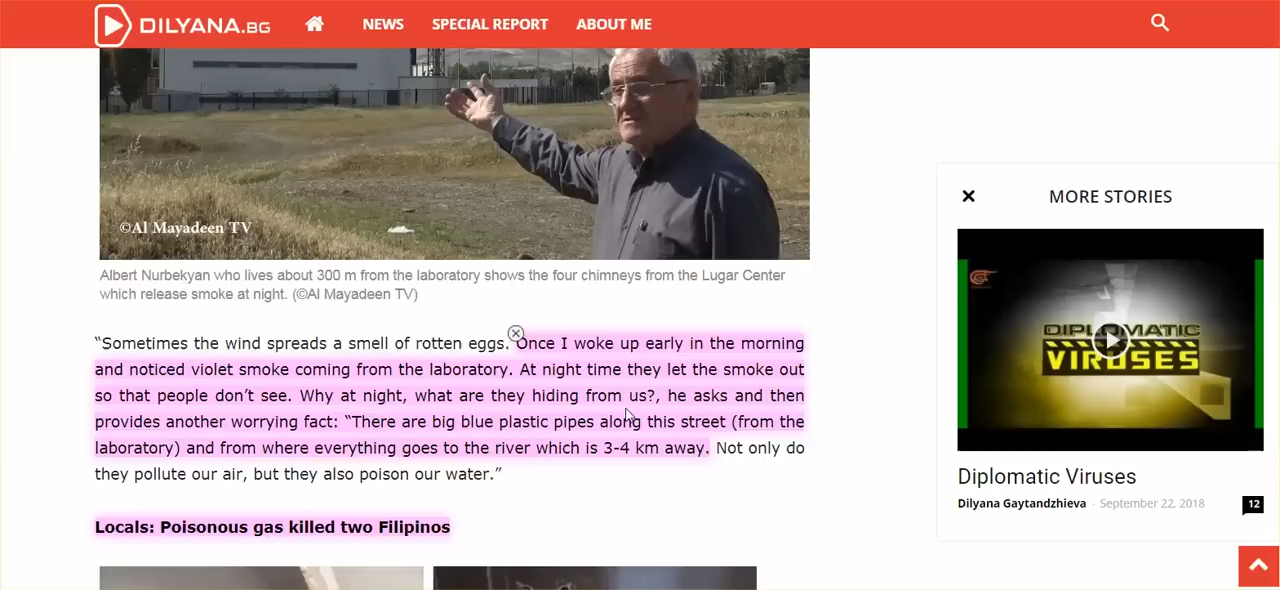 DILYANA.BG
NEWS
SPECIAL REPORT
ABOUT ME
©Al Mayadeen TV
Albert Nurbekyan who lives about 300 m from the laboratory shows the four chimneys from the Lugar Center
which release smoke at night. (©Al Mayadeen TV)
“Sometimes the wind spreads a smell of rotten eggs. Once I woke up early in the morning
and noticed violet smoke coming from the laboratory. At night time they let the smoke out
so that people don’t see. Why at night, what are they hiding from us?, he asks and then
provides another worrying fact: “There are big blue plastic pipes along this street (from the
laboratory) and from where everything goes to the river which is 3-4 km away. Not only do
they pollute our air, but they also poison our water.”
Locals: Poisonous gas killed two Filipinos
MORE STORIES
DIPLOMATIC
VIRUSES
Diplomatic Viruses
Dilyana Gaytandzhieva - September 22, 2018
12